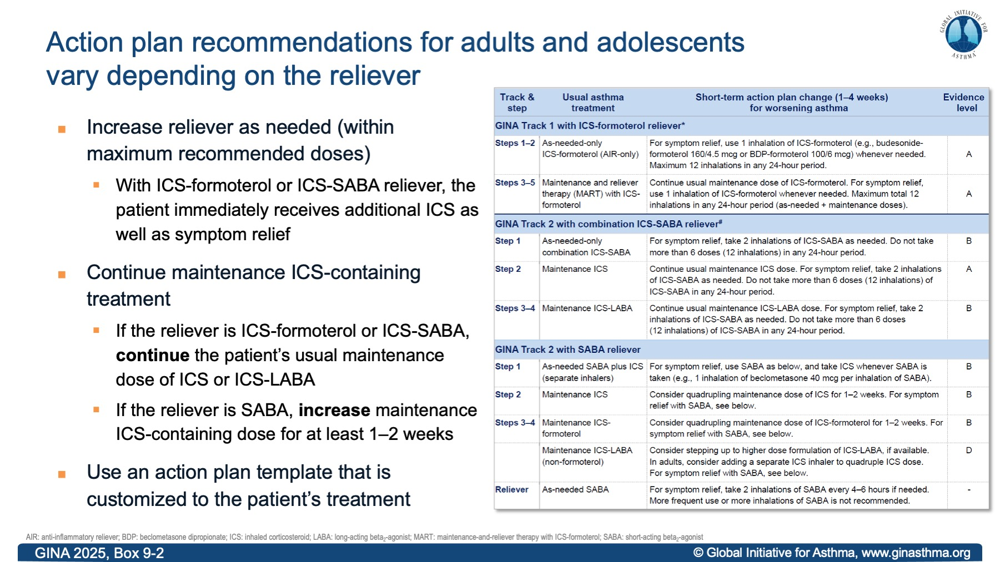 GLOBAL INITIATIVE FOR
ASTHMA
Action plan recommendations for adults and adolescents
vary depending on the reliever
Increase reliever as needed (within
maximum recommended doses)
With ICS-formoterol or ICS-SABA reliever, the
patient immediately receives additional ICS as
well as symptom relief
Continue maintenance ICS-containing
treatment
If the reliever is ICS-formoterol or ICS-SABA,
continue the patient’s usual maintenance
dose of ICS or ICS-LABA
If the reliever is SABA, increase maintenance
ICS-containing dose for at least 1–2 weeks
Use an action plan template that is
customized to the patient’s treatment
Track & step
Usual asthma treatment
Short-term action plan change (1–4 weeks)
for worsening asthma
Evidence level
GINA Track 1 with ICS-formoterol reliever*
Steps 1–2
As-needed-only
ICS-formoterol (AIR-only)
For symptom relief, use 1 inhalation of ICS-formoterol (e.g., budesonide-
formoterol 160/4.5 mcg or BDP-formoterol 100/6 mcg) whenever needed.
Maximum 12 inhalations in any 24-hour period.
A
Steps 3–5
Maintenance and reliever
therapy (MART) with ICS-
formoterol
Continue usual maintenance dose of ICS-formoterol. For symptom relief,
use 1 inhalation of ICS-formoterol whenever needed. Maximum total 12
inhalations in any 24-hour period (as-needed + maintenance doses).
A
GINA Track 2 with combination ICS-SABA reliever#
Step 1
As-needed-only
combination ICS-SABA
For symptom relief, take 2 inhalations of ICS-SABA as needed. Do not take
more than 6 doses (12 inhalations) in any 24-hour period.
B
Step 2
Maintenance ICS
Continue usual maintenance ICS dose. For symptom relief, take 2 inhalations
of ICS-SABA as needed. Do not take more than 6 doses (12 inhalations) of
ICS-SABA in any 24-hour period.
A
Steps 3–4
Maintenance ICS-LABA
Continue usual maintenance ICS-LABA dose. For symptom relief, take 2
inhalations of ICS-SABA as needed. Do not take more than 6 doses
(12 inhalations) of ICS-SABA in any 24-hour period.
B
GINA Track 2 with SABA reliever
Step 1
As-needed SABA plus ICS
(separate inhalers)
For symptom relief, use SABA as below, and take ICS whenever SABA is
taken (e.g., 1 inhalation of beclometasone 40 mcg per inhalation of SABA).
B
Step 2
Maintenance ICS
Consider quadrupling maintenance dose of ICS for 1–2 weeks. For symptom
relief with SABA, see below.
B
Steps 3–4
Maintenance ICS-
formoterol
Consider quadrupling maintenance dose of ICS-formoterol for 1–2 weeks. For
symptom relief with SABA, see below.
B
Maintenance ICS-LABA
(non-formoterol)
Consider stepping up to higher dose formulation of ICS-LABA, if available.
In adults, consider adding a separate ICS inhaler to quadruple ICS dose.
For symptom relief with SABA, see below.
D
Reliever
As-needed SABA
For symptom relief, take 2 inhalations of SABA every 4–6 hours if needed.
More frequent use or more inhalations of SABA is not recommended.
-
AIR: anti-inflammatory reliever; BDP: beclometasone dipropionate; ICS: inhaled corticosteroid; LABA: long-acting beta2-agonist; MART: maintenance-and-reliever therapy with ICS-formoterol; SABA: short-acting beta2-agonist
GINA 2025, Box 9-2
© Global Initiative for Asthma, www.ginasthma.org